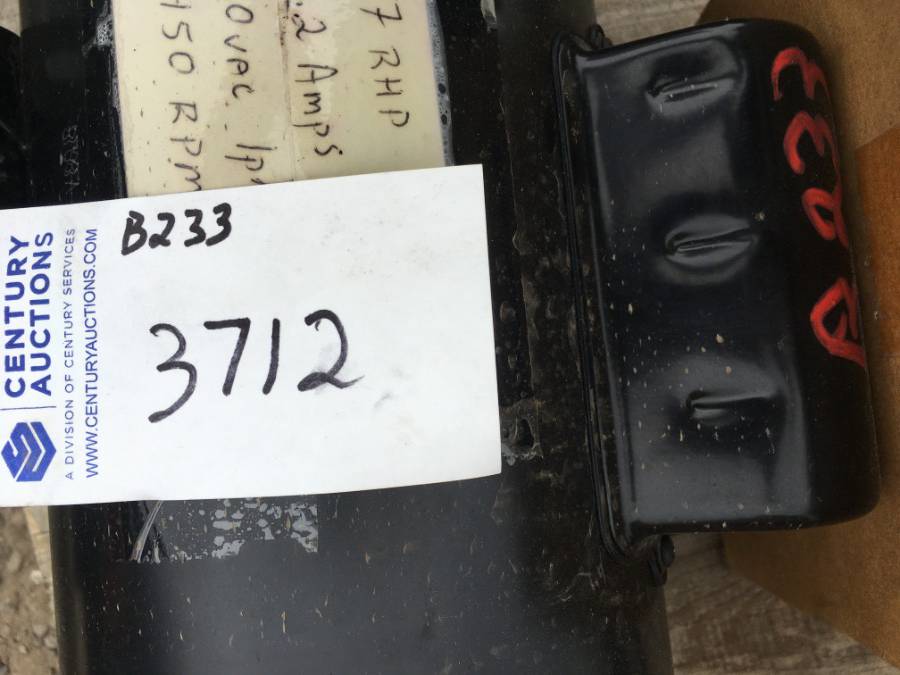 B233
3712
CENTURY
AUCTIONS
A DIVISION OF CENTURY SERVICES
WWW.CENTURYAUCTIONS.COM
7 RHP
.2 Amps
0VAC 1p
450 RPM
B233